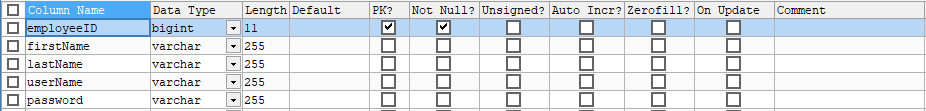 Column Name Data Type Length Default PK? Not Null? Unsigned? Auto Incr? Zerofill? On Update Comment
employeeID bigint 11
firstName varchar 255
lastName varchar 255
userName varchar 255
password varchar 255